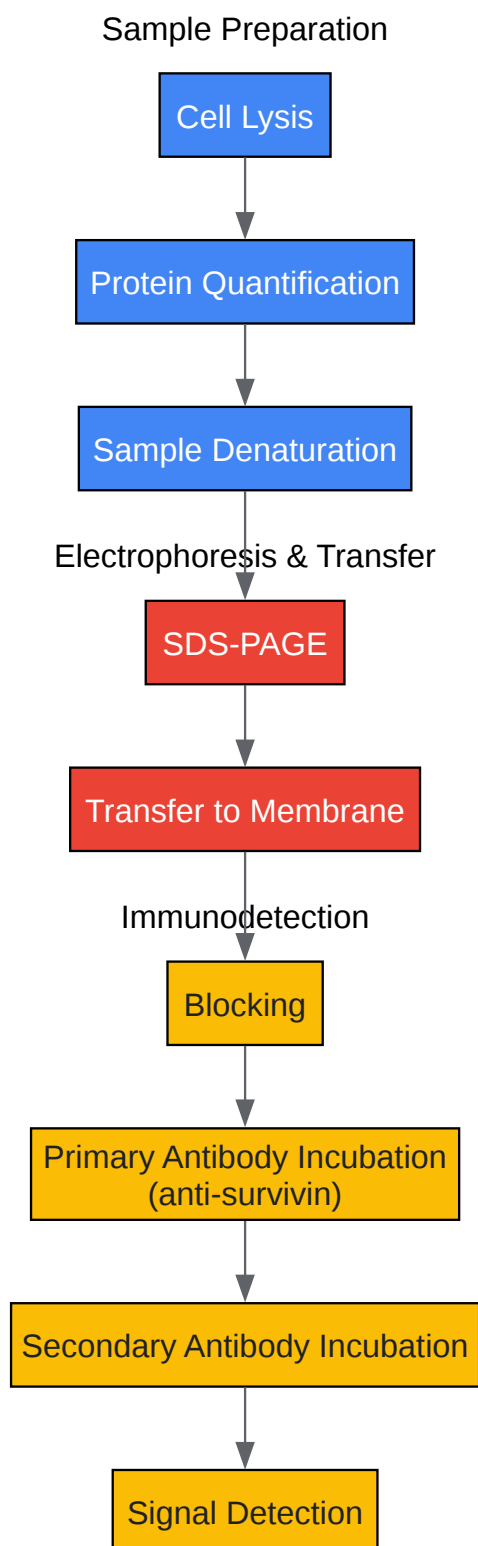 Sample Preparation
Cell Lysis
Protein Quantification
Sample Denaturation
Electrophoresis & Transfer
SDS-PAGE
Transfer to Membrane
Immunodetection
Blocking
Primary Antibody Incubation
(anti-survivin)
Secondary Antibody Incubation
Signal Detection